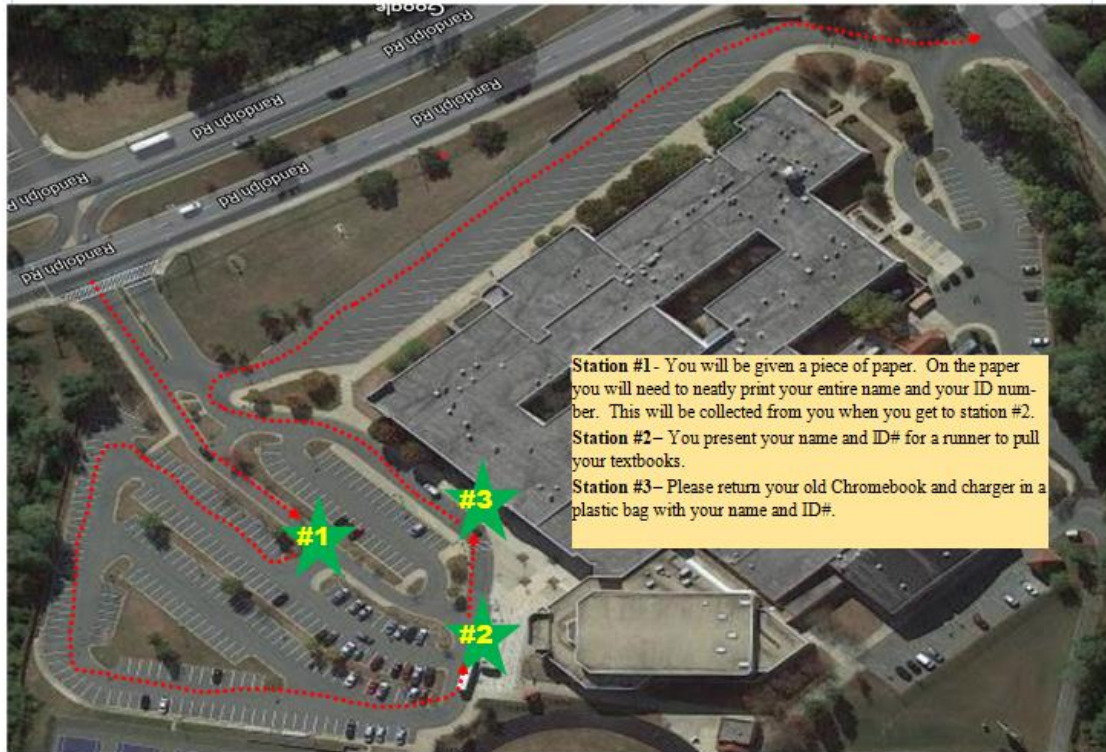 Google
Randolph Rd
Randolph Rd
Randolph Rd
Randolph Rd
Randolph Rd
Randolph Rd
Station #1- You will be given a piece of paper. On the paper
you will need to neatly print your entire name and your ID num-
ber. This will be collected from you when you get to station #2.
Station #2– You present your name and ID# for a runner to pull
your textbooks.
Station #3– Please return your old Chromebook and charger in a
plastic bag with your name and ID#.
#3
#1
#2